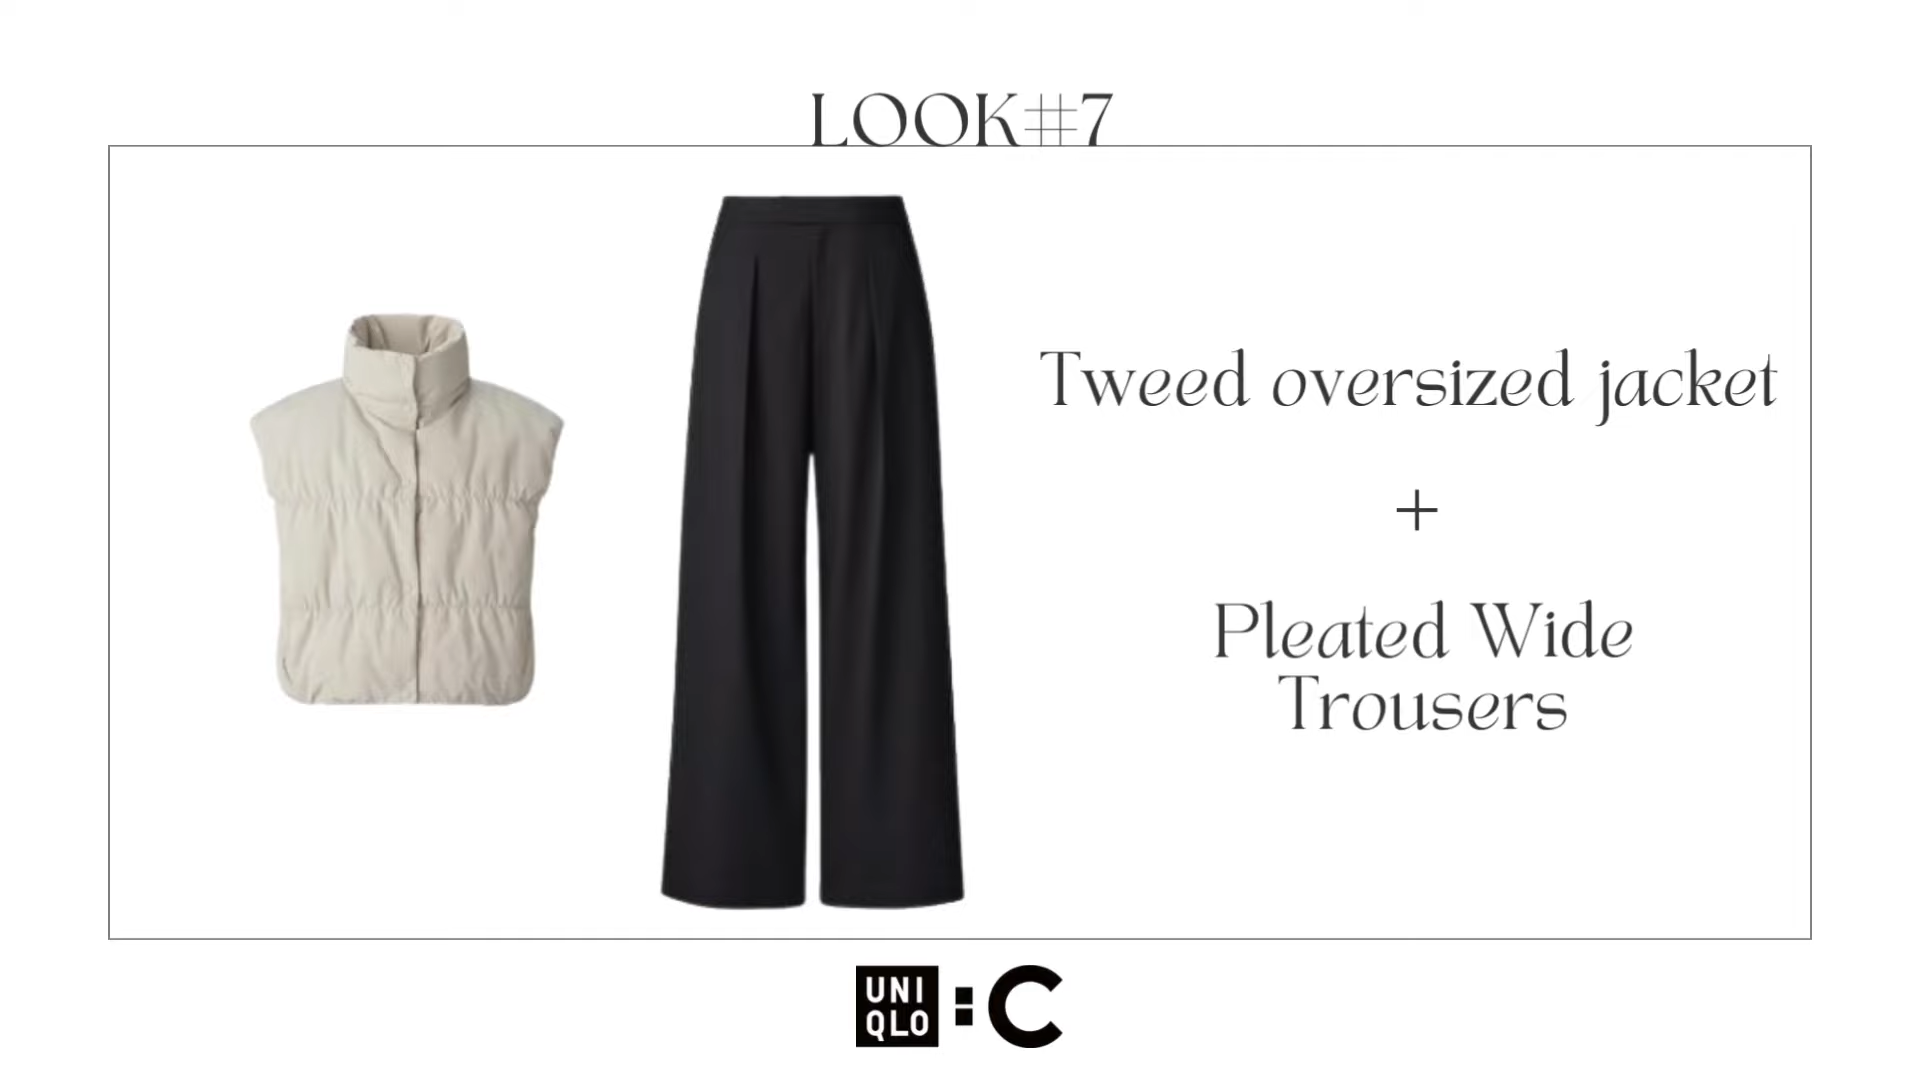 LOOK#7
Tweed oversized jacket
+
Pleated Wide
Trousers
UNI
QLO
:C